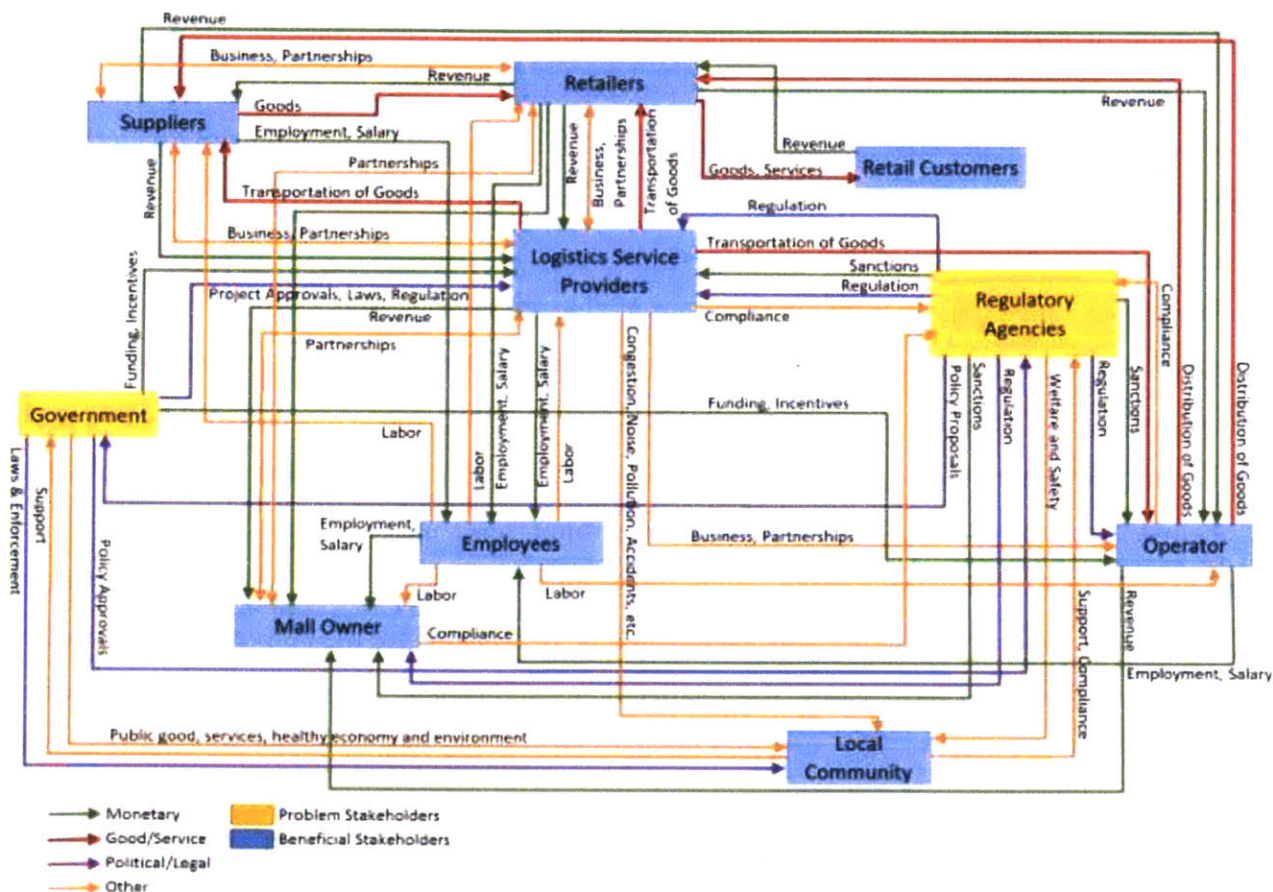 Revenue
Business, Partnerships
Revenue
Retailers
Revenue
Goods
Suppliers
Employment, Salary
Revenue
Retail Customers
Partnerships
Goods, Services
Revenue
Revenue
Business,
Partnerships
Transportation
of Goods
Transportation of Goods
Regulation
Business, Partnerships
Logistics Service
Providers
Transportation of Goods
Sanctions
Regulation
Regulatory
Agencies
Compliance
Project Approvals, Laws, Regulation
Revenue
Compliance
Partnerships
Funding, Incentives
Government
Funding, Incentives
Labor
Labor
Employment, Salary
Employment, Salary
Labor
Congestion, Noise, Pollution, Accidents, etc.
Policy Proposals
Sanctions
Regulation
Welfare and Safety
Regulation
Sanctions
Distribution of Goods
Distribution of Goods
Laws & Enforcement
Support
Policy Approvals
Employment,
Salary
Employees
Business, Partnerships
Operator
Labor
Labor
Mall Owner
Compliance
Support, Compliance
Revenue
Employment, Salary
Public good, services, healthy economy and environment
Local
Community
Monetary
Problem Stakeholders
Good/Service
Beneficial Stakeholders
Political/Legal
Other